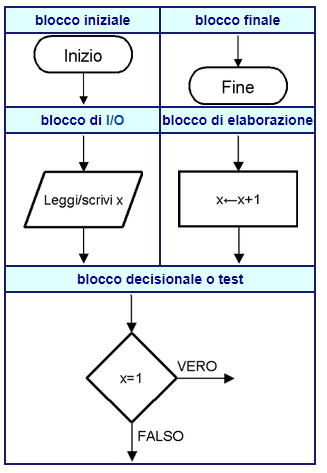 blocco iniziale
blocco finale
Inizio
Fine
blocco di I/O
blocco di elaborazione
Leggi/scrivi x
x←x+1
blocco decisionale o test
x=1
VERO
FALSO